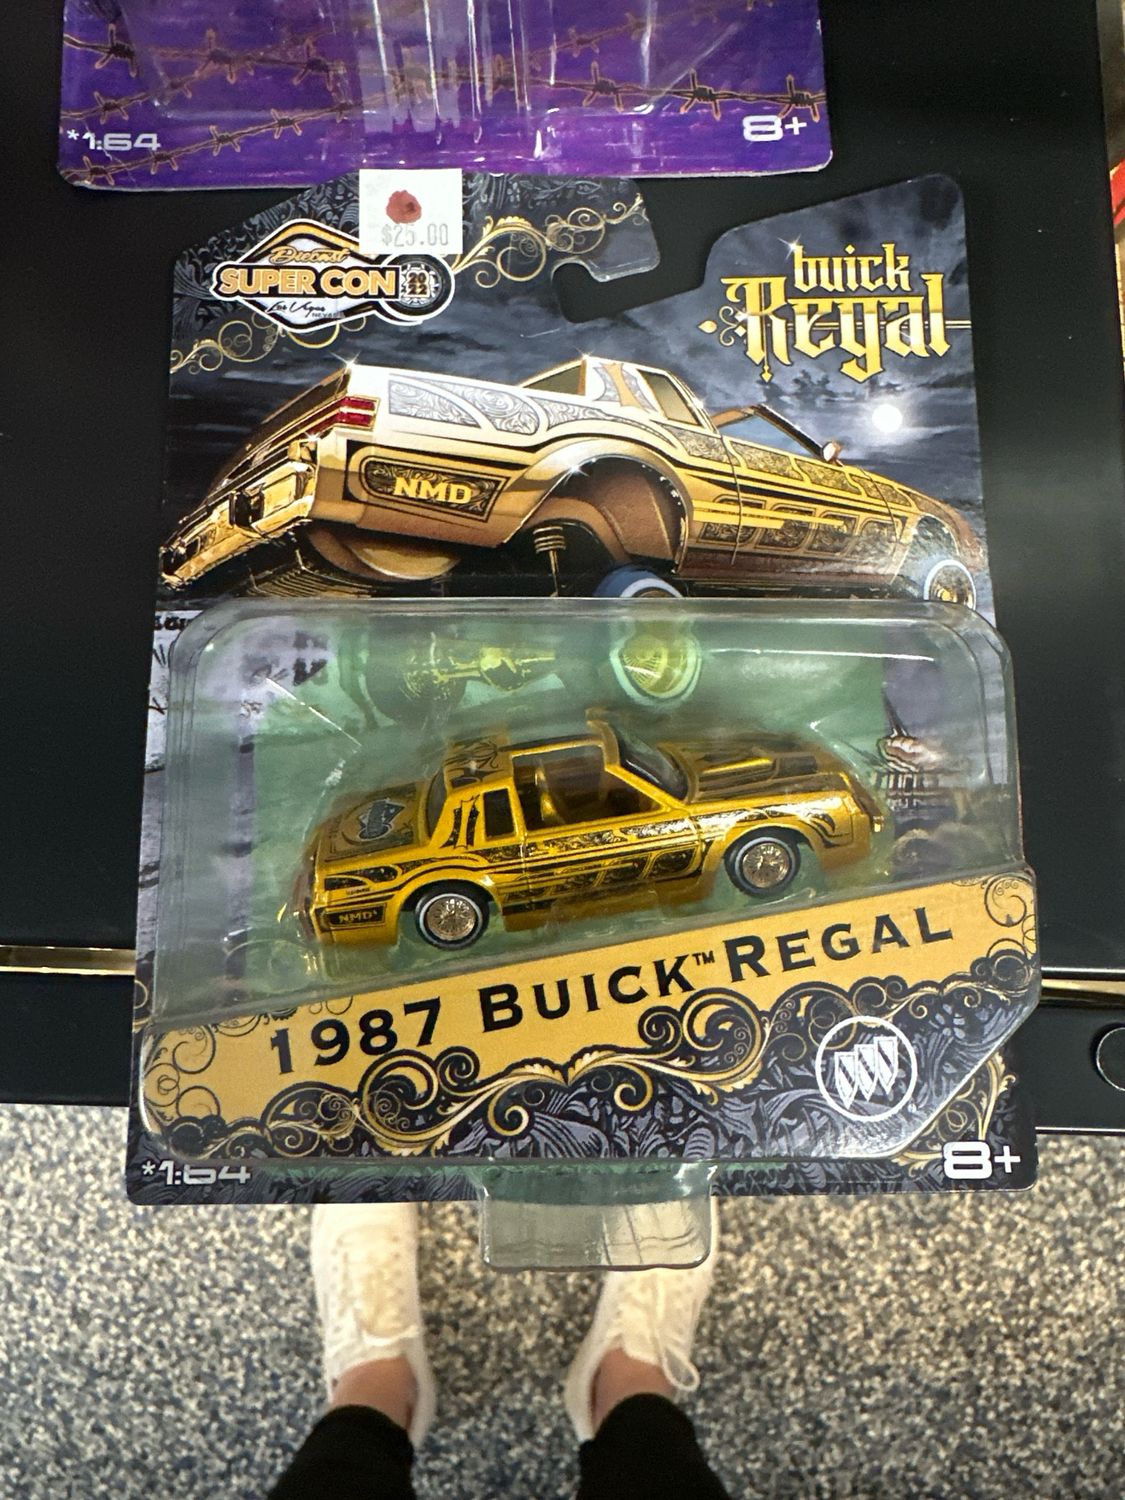 *1:64
8+
$25.00
Diecast
SUPER CON
2022
Las Vegas
NEVADA
buick
Regal
NMD
NMD
1987 BUICK™ REGAL
*1:64
8+